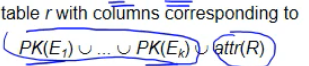 table r with columns corresponding to
PK(E₁) ∪ ... ∪ PK(Eₖ) ∪ attr(R)